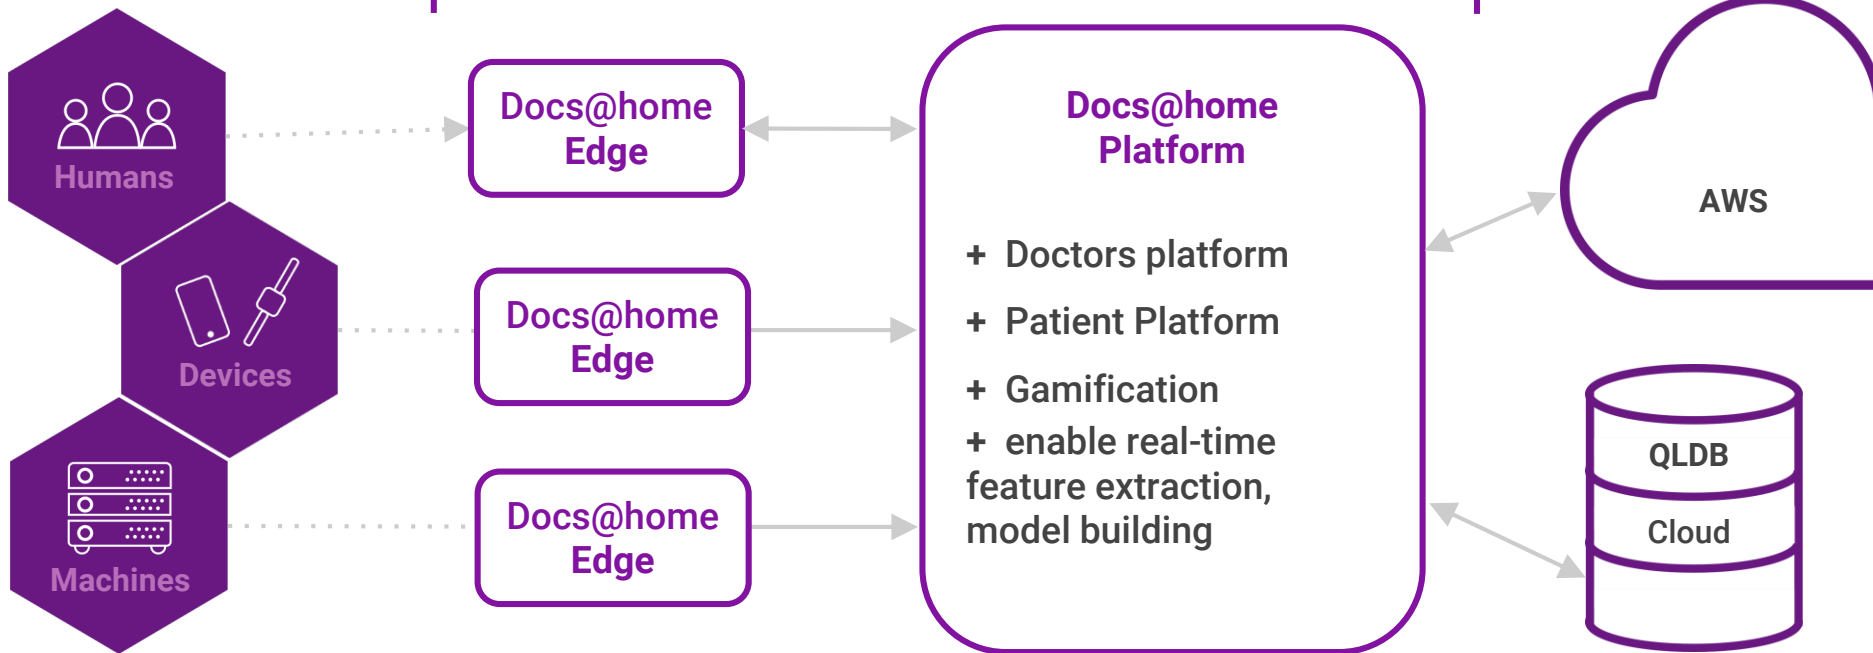 Humans
Devices
Machines
Docs@home
Edge
Docs@home
Edge
Docs@home
Edge
Docs@home
Platform
+ Doctors platform
+ Patient Platform
+ Gamification
+ enable real-time
feature extraction,
model building
AWS
QLDB
Cloud